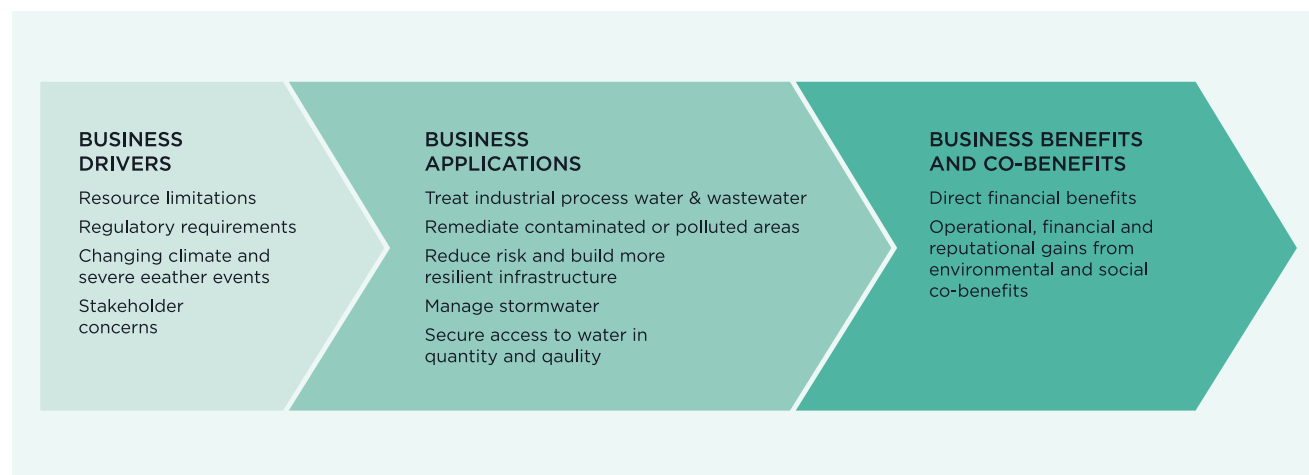 BUSINESS
DRIVERS
Resource limitations
Regulatory requirements
Changing climate and
severe eeather events
Stakeholder
concerns
BUSINESS
APPLICATIONS
Treat industrial process water & wastewater
Remediate contaminated or polluted areas
Reduce risk and build more
resilient infrastructure
Manage stormwater
Secure access to water in
quantity and qaulity
BUSINESS BENEFITS
AND CO-BENEFITS
Direct financial benefits
Operational, financial and
reputational gains from
environmental and social
co-benefits